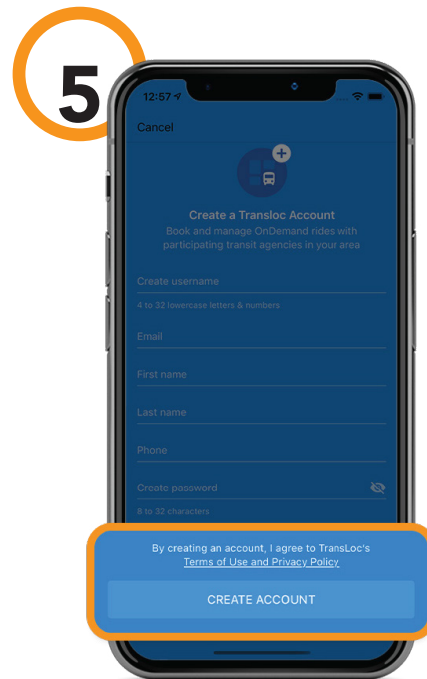 5
12:57
Cancel
Create a Transloc Account
Book and manage OnDemand rides with
participating transit agencies in your area
Create username
4 to 32 lowercase letters & numbers
Email
First name
Last name
Phone
Create password
8 to 32 characters
By creating an account, I agree to TransLoc's
Terms of Use and Privacy Policy
CREATE ACCOUNT